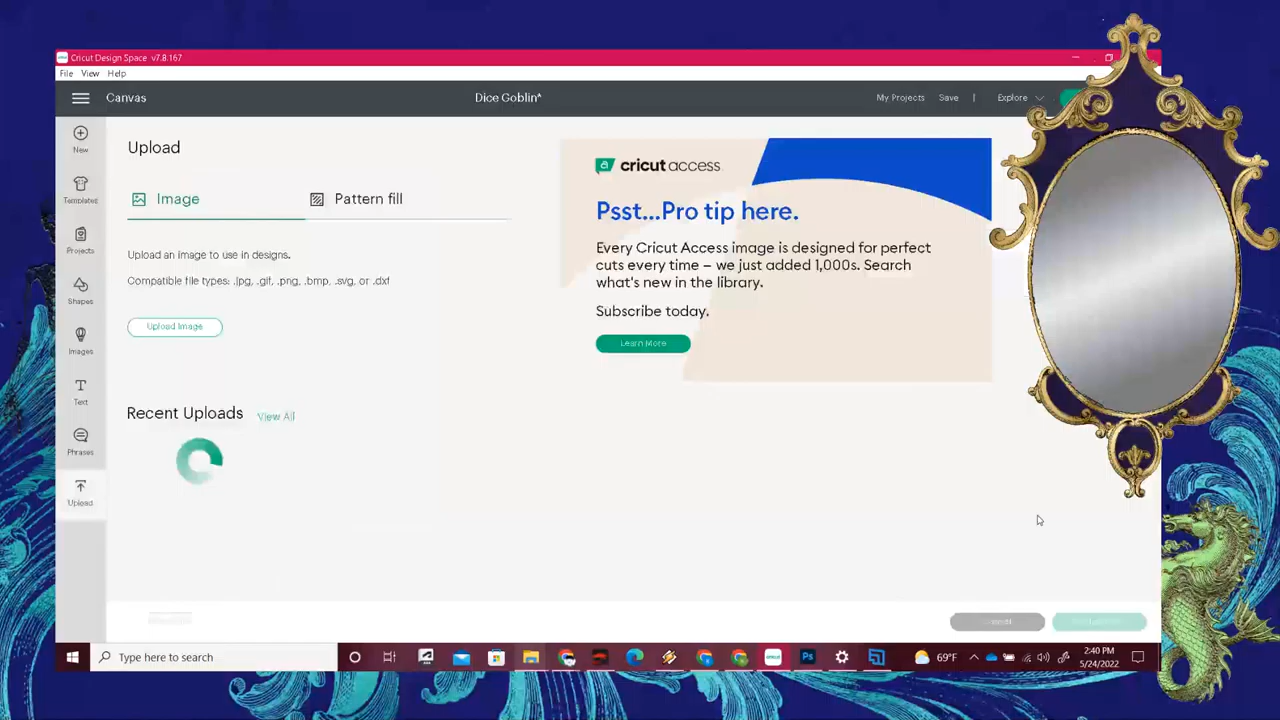 Cricut Design Space v7.8.167
File View Help
Canvas
Dice Goblin*
My Projects Save | Explore
New
Templates
Projects
Shapes
Images
Text
Phrases
Upload
Upload
Image
Pattern fill
Upload an image to use in designs.
Compatible file types: .jpg, .gif, .png, .bmp, .svg, or .dxf
Upload Image
Recent Uploads View All
cricut access
Psst...Pro tip here.
Every Cricut Access image is designed for perfect
cuts every time – we just added 1,000s. Search
what's new in the library.
Subscribe today.
Learn More
Type here to search
Ps
69°F
2:40 PM
5/24/2022